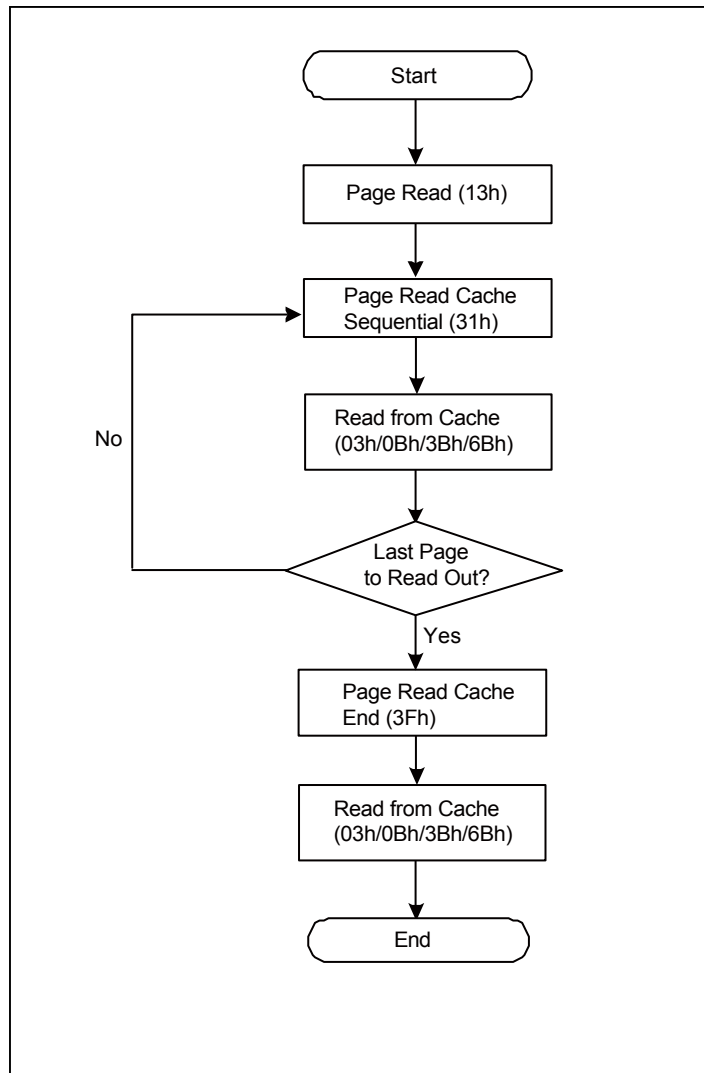 Start
Page Read (13h)
Page Read Cache
Sequential (31h)
Read from Cache
(03h/0Bh/3Bh/6Bh)
No
Last Page
to Read Out?
Yes
Page Read Cache
End (3Fh)
Read from Cache
(03h/0Bh/3Bh/6Bh)
End